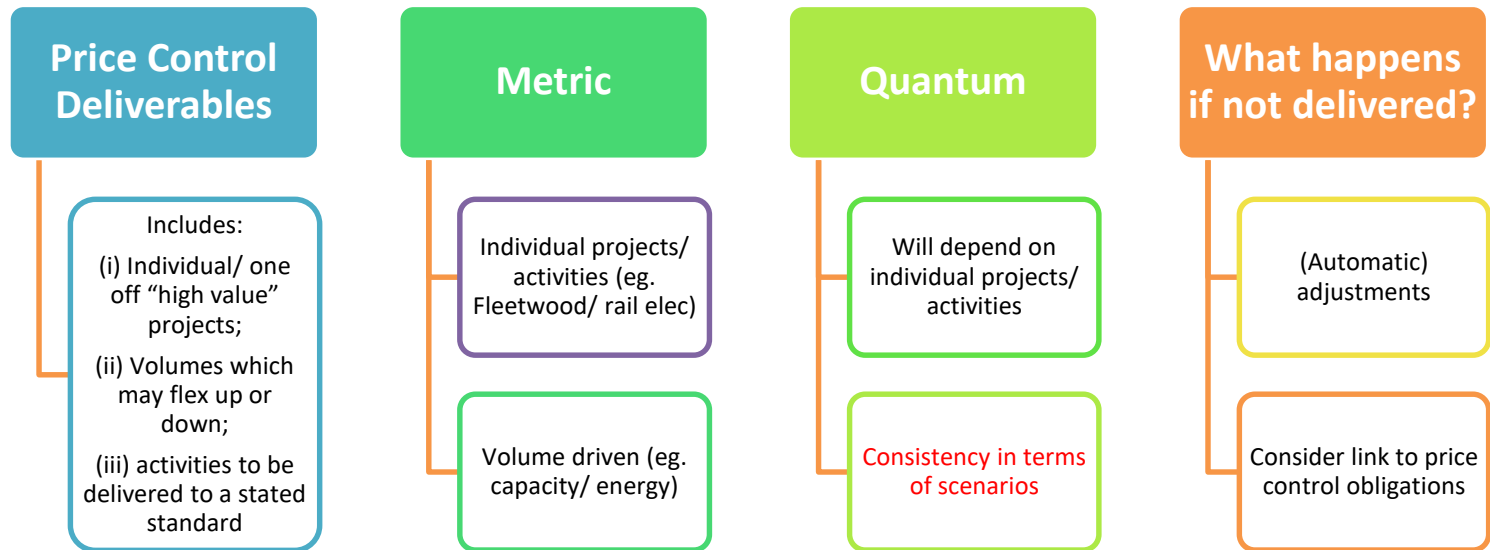 Price Control
Deliverables
Includes:
(i) Individual/ one
off “high value”
projects;
(ii) Volumes which
may flex up or
down;
(iii) activities to be
delivered to a stated
standard
Metric
Individual projects/
activities (eg.
Fleetwood/ rail elec)
Volume driven (eg.
capacity/ energy)
Quantum
Will depend on
individual projects/
activities
Consistency in terms
of scenarios
What happens
if not delivered?
(Automatic)
adjustments
Consider link to price
control obligations